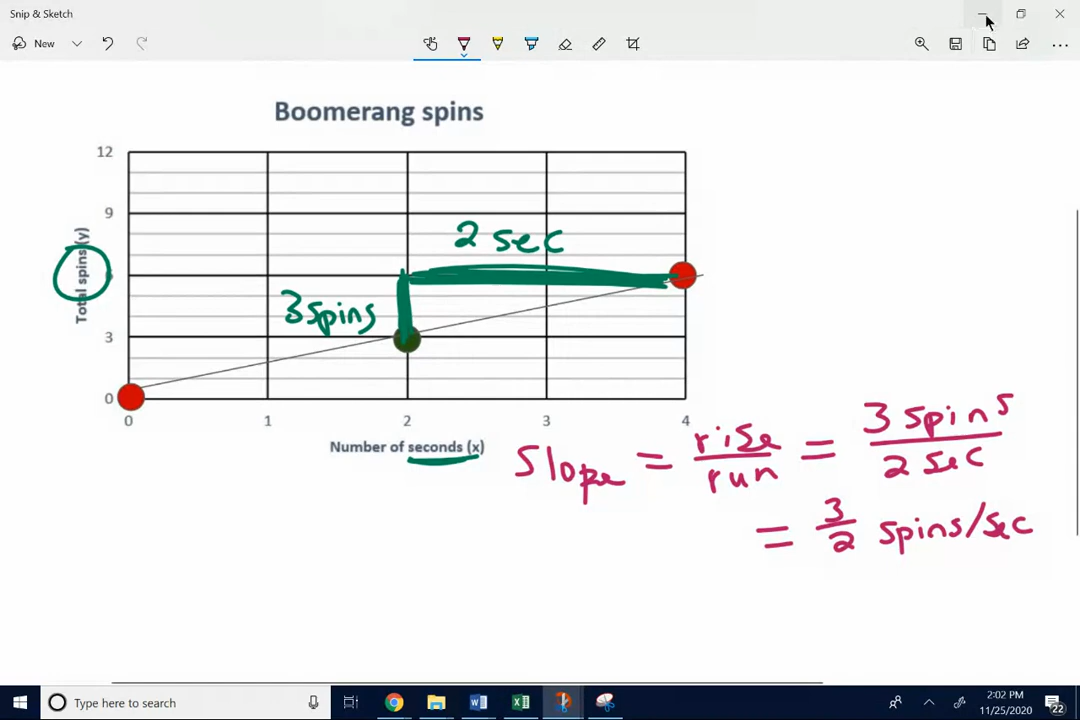 Snip & Sketch
New
Boomerang spins
12
9
3
0
Total spins (y)
2 sec
3 spins
0 1 2 3 4
Number of seconds (x)
Slope = rise / run = 3 spins / 2 sec
= 3/2 spins/sec
Type here to search
2:02 PM
11/25/2020
22